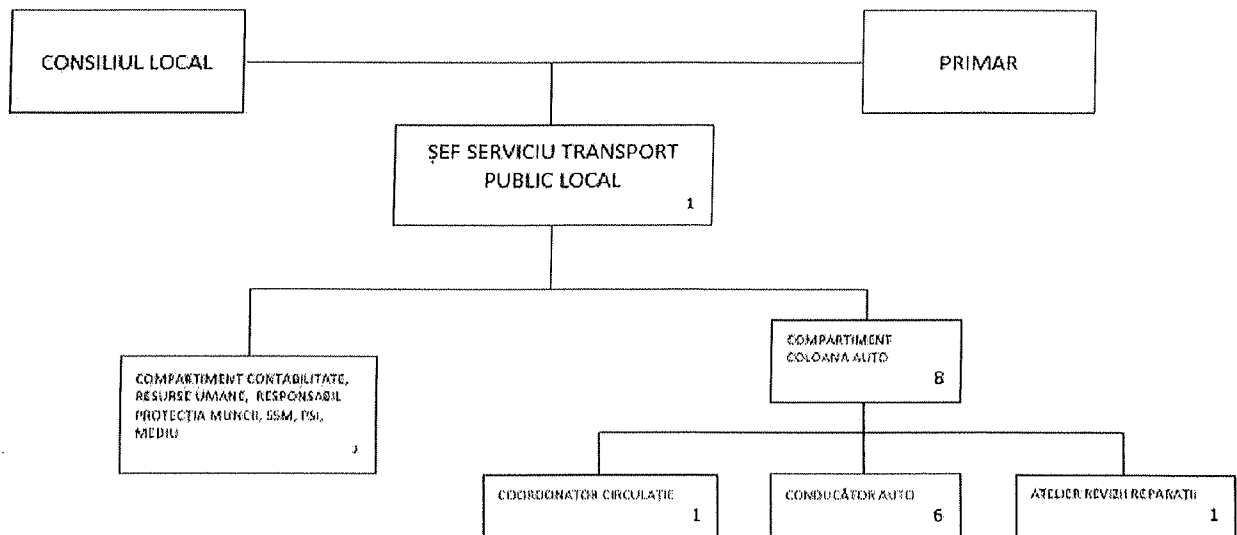 CONSILIUL LOCAL
PRIMAR
ȘEF SERVICIU TRANSPORT
PUBLIC LOCAL
1
COMPARTIMENT
COLOANA AUTO
8
COMPARTIMENT CONTABILITATE,
RESURSE UMANE, RESPONSABIL
PROTECȚIA MUNCII, SSM, PSI,
MEDIU
COORDONATOR CIRCULAȚIE
1
CONDUCĂTOR AUTO
6
ATELIER REVIZII REPARATII
1